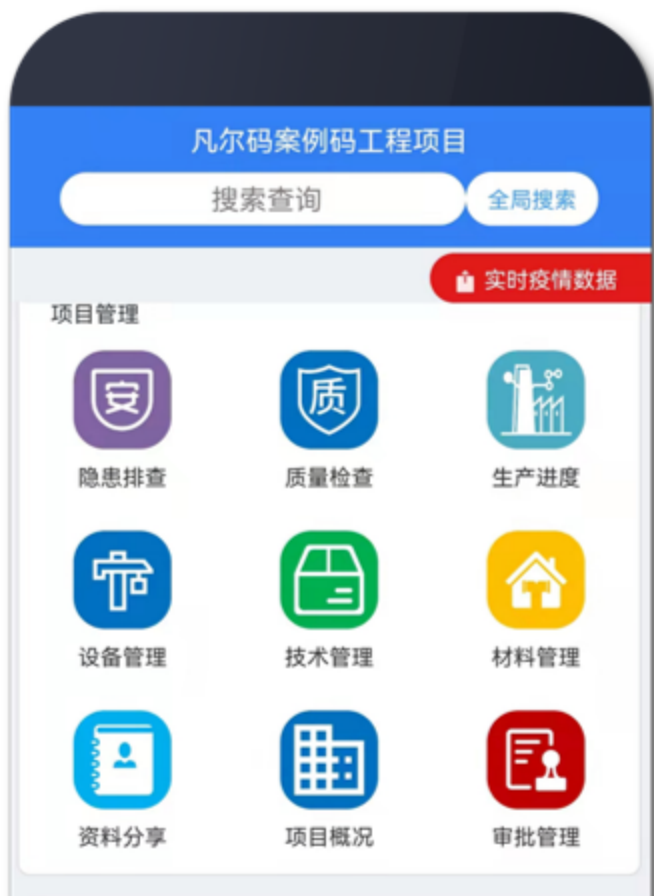 凡尔码案例码工程项目
搜索查询 全局搜索
实时疫情数据
项目管理
安 质
隐患排查 质量检查 生产进度
设备管理 技术管理 材料管理
资料分享 项目概况 审批管理